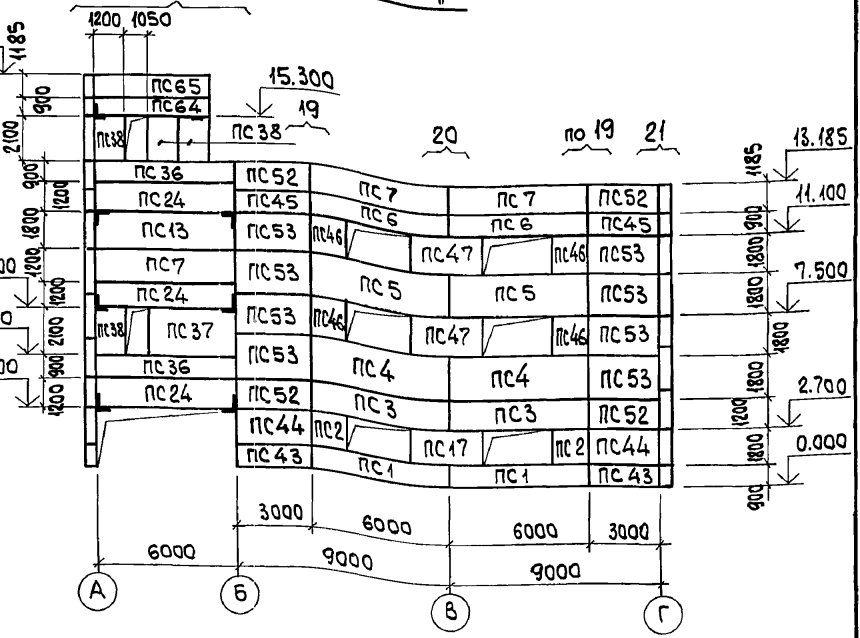 1200 1050
1185
ПС65
900
ПС64
15.300
19
2100
ПС38
ПС38
20
по 19
21
13.185
1185
900
ПС36
ПС52
ПС7
ПС7
ПС52
1200
ПС24
ПС45
ПС6
ПС6
ПС45
900
11.100
1800
ПС13
ПС53
ПС46
ПС47
ПС46
ПС53
1800
1200
ПС7
ПС53
ПС5
ПС5
ПС53
1800
7.500
00
1200
ПС24
0
2100
ПС38
ПС37
ПС53
ПС46
ПС47
ПС46
ПС53
1800
00
900
ПС36
ПС53
ПС4
ПС4
ПС53
1800
1200
ПС24
ПС52
ПС3
ПС3
ПС52
1200
2.700
ПС44
ПС2
ПС17
ПС2
ПС44
1800
0.000
ПС43
ПС1
ПС1
ПС43
900
3000
6000
6000
3000
6000
9000
9000
А
Б
В
Г